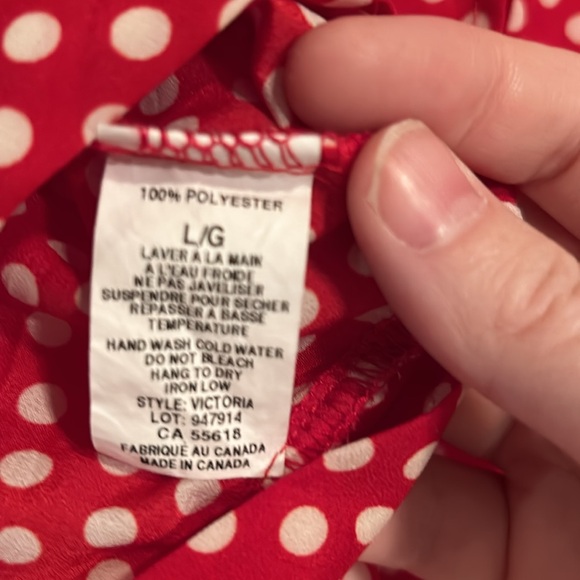 100% POLYESTER
L/G
LAVER A LA MAIN
A L'EAU FROIDE
NE PAS JAVELISER
SUSPENDRE POUR SECHER
REPASSER A BASSE
TEMPERATURE
HAND WASH COLD WATER
DO NOT BLEACH
HANG TO DRY
IRON LOW
STYLE: VICTORIA
LOT: 947914
CA 55618
FABRIQUÉ AU CANADA
MADE IN CANADA